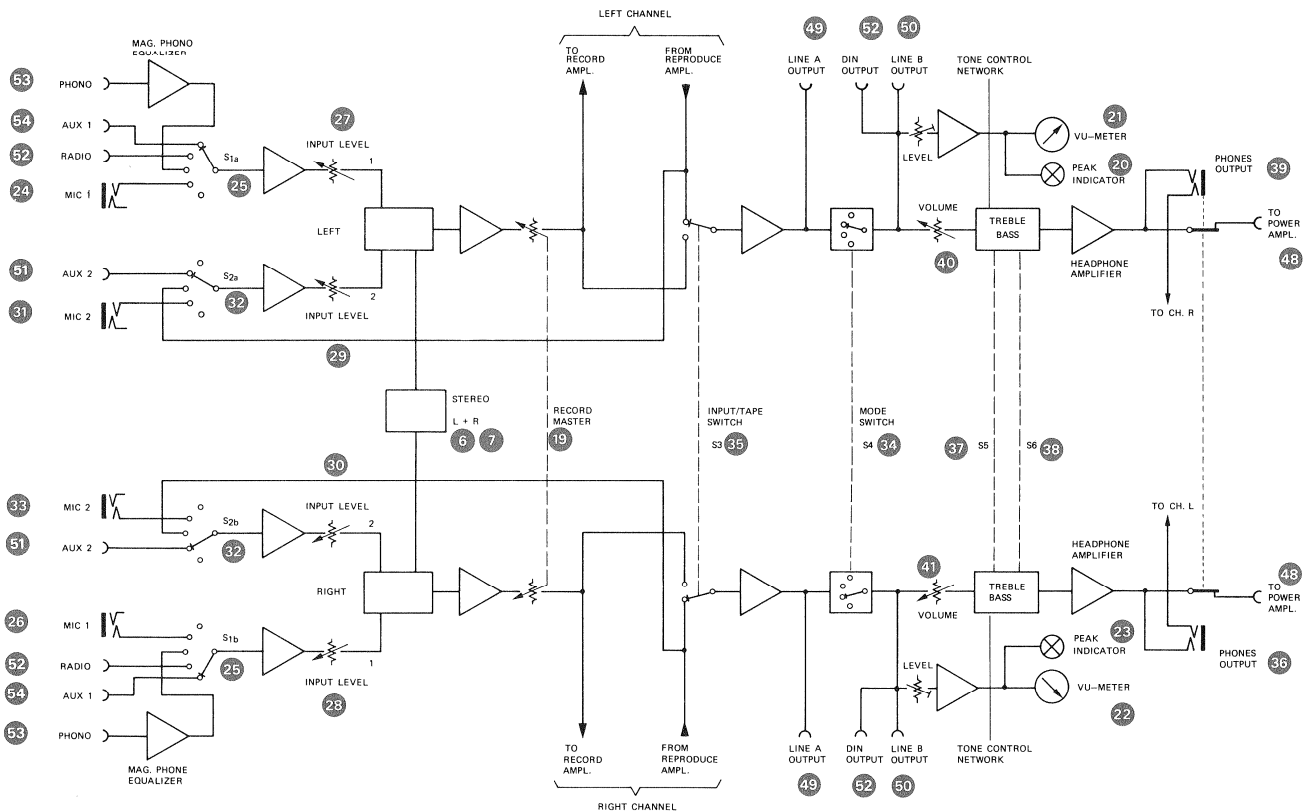 LEFT CHANNEL
49 52 50
MAG. PHONO
EQUALIZER
TO
RECORD
AMPL.
FROM
REPRODUCE
AMPL.
LINE A
OUTPUT
DIN
OUTPUT
LINE B
OUTPUT
TONE CONTROL
NETWORK
53 PHONO
54 AUX 1
52 RADIO
24 MIC 1
S1a
25
27
INPUT LEVEL
1
LEVEL
21
VU-METER
20
PEAK
INDICATOR
PHONES
OUTPUT
39
LEFT
VOLUME
40
TREBLE
BASS
HEADPHONE
AMPLIFIER
TO
POWER
AMPL.
48
51 AUX 2
31 MIC 2
S2a
32
2
INPUT LEVEL
TO CH. R
29
STEREO
L + R
6 7
RECORD
MASTER
19
INPUT/TAPE
SWITCH
S3 35
MODE
SWITCH
S4 34
37 S5
S6 38
30
33 MIC 2
51 AUX 2
S2b
32
INPUT LEVEL
2
TO CH. L
HEADPHONE
AMPLIFIER
RIGHT
41
VOLUME
TREBLE
BASS
48
TO
POWER
AMPL.
26 MIC 1
52 RADIO
54 AUX 1
53 PHONO
S1b
25
1
INPUT LEVEL
28
LEVEL
PEAK
INDICATOR
23
VU-METER
22
PHONES
OUTPUT
36
MAG. PHONE
EQUALIZER
TO
RECORD
AMPL.
FROM
REPRODUCE
AMPL.
LINE A
OUTPUT
DIN
OUTPUT
LINE B
OUTPUT
TONE CONTROL
NETWORK
49 52 50
RIGHT CHANNEL